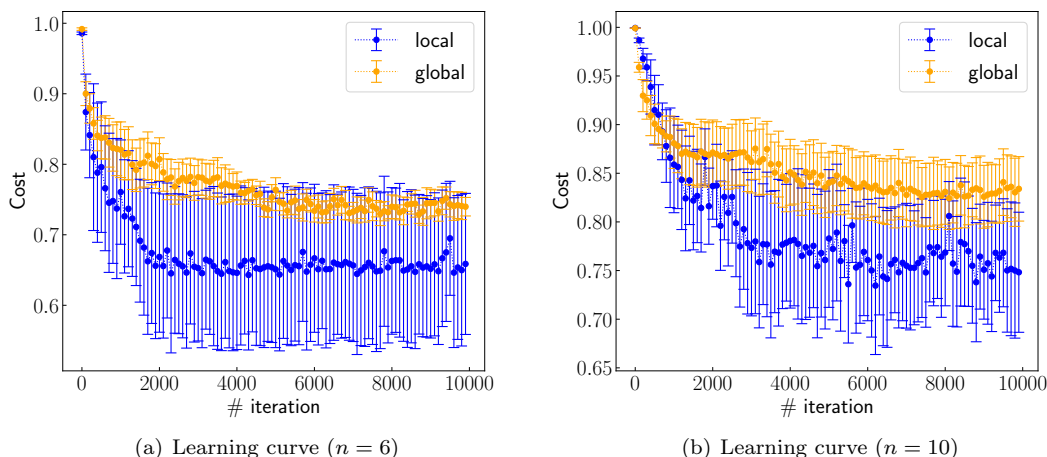 1.0
0.9
0.8
0.7
0.6
Cost
local
global
0 2000 4000 6000 8000 10000
# iteration
(a) Learning curve (n = 6)
1.00
0.95
0.90
0.85
0.80
0.75
0.70
0.65
Cost
local
global
0 2000 4000 6000 8000 10000
# iteration
(b) Learning curve (n = 10)